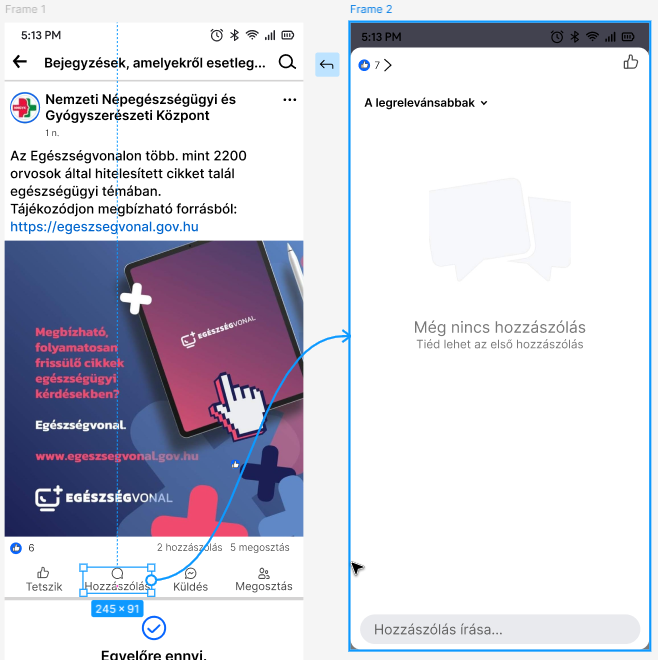 Frame 1
5:13 PM
Bejegyzések, amelyekről esetleg...
Nemzeti Népegészségügyi és
Gyógyszerészeti Központ
1 n.
Az Egészségvonalon több. mint 2200
orvosok által hitelesített cikket talál
egészségügyi témában.
Tájékozódjon megbízható forrásból:
https://egeszsegvonal.gov.hu
EGÉSZSÉGVONAL
Megbízható,
folyamatosan
frissülő cikkek
egészségügyi
kérdésekben?
Egészségvonal.
www.egeszsegvonal.gov.hu
EGÉSZSÉGVONAL
6
2 hozzászólás 5 megosztás
Tetszik
Hozzászólás
Küldés
Megosztás
245 × 91
Egyelőre ennyi.
Frame 2
5:13 PM
7
A legrelevánsabbak
Még nincs hozzászólás
Tiéd lehet az első hozzászólás
Hozzászólás írása...